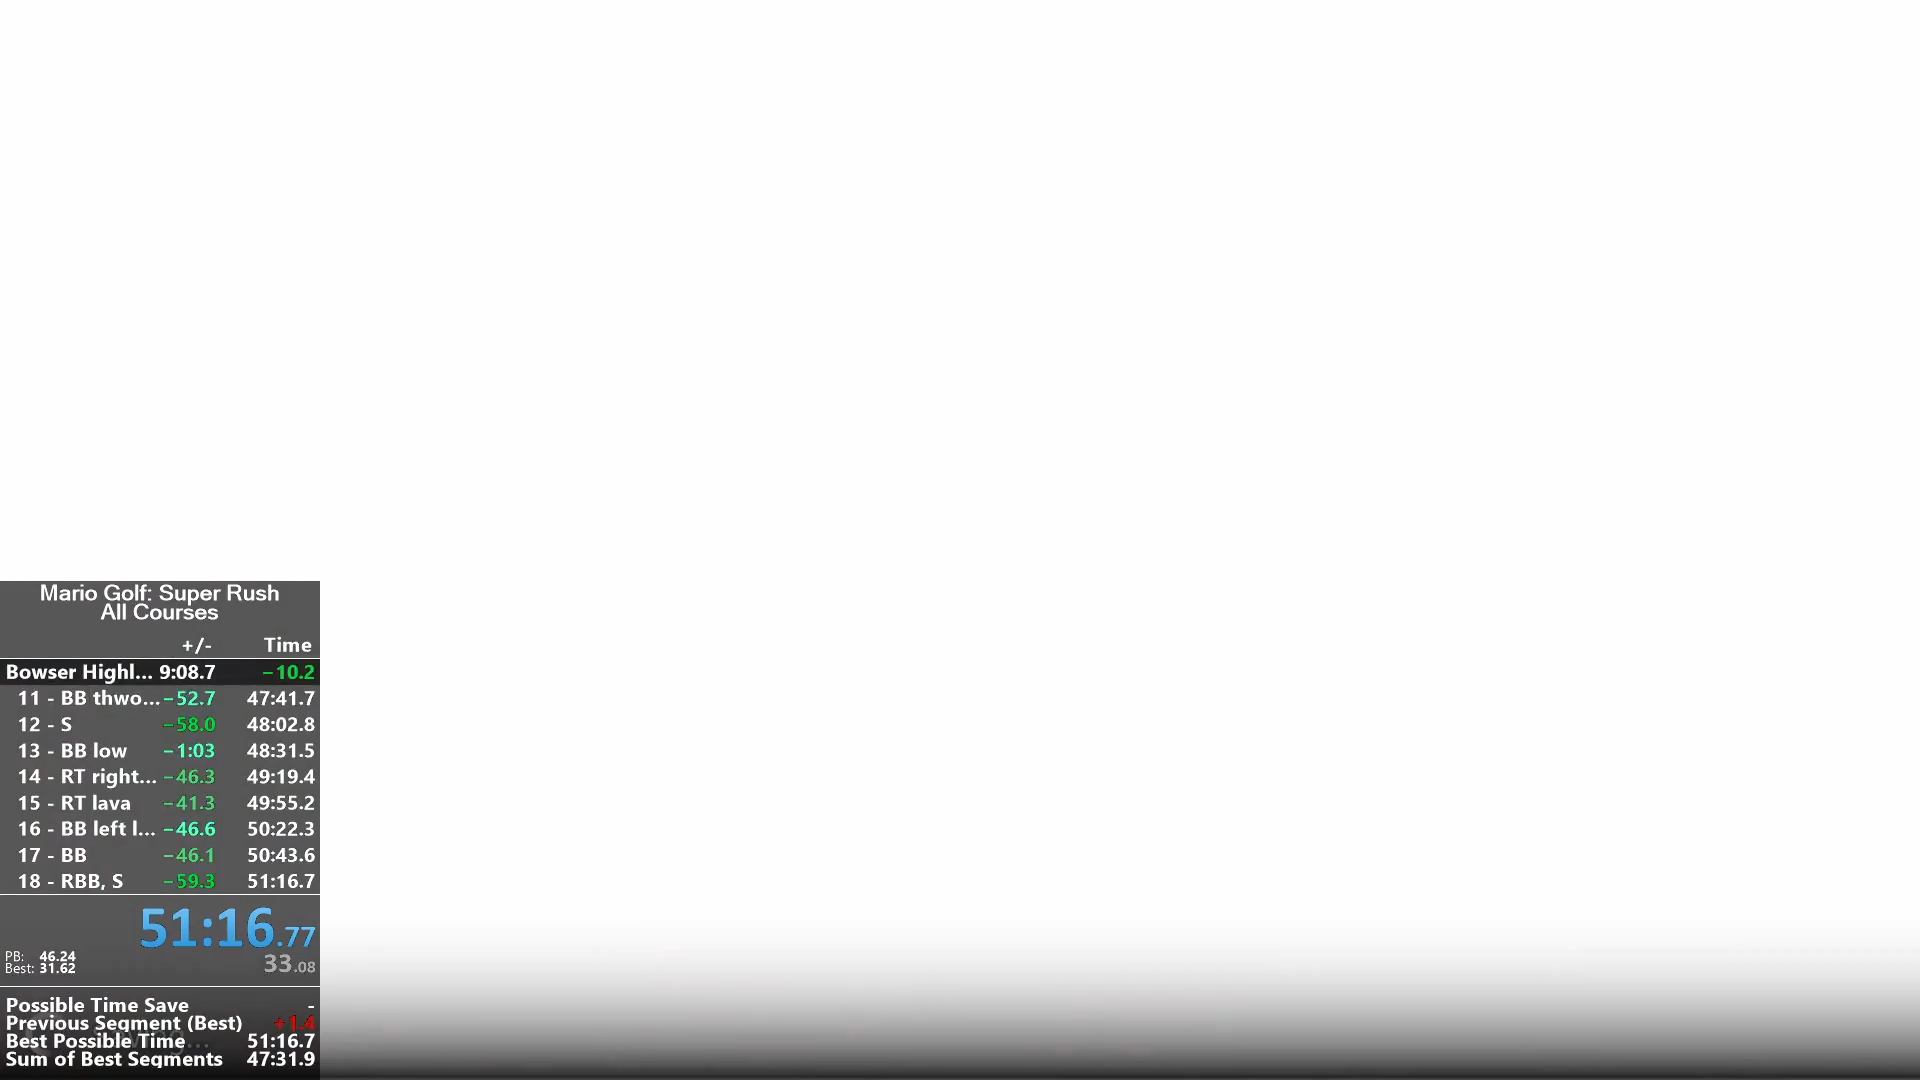 Mario Golf: Super Rush
All Courses
+/- Time
Bowser Highl... 9:08.7 −10.2
11 - BB thwo... −52.7 47:41.7
12 - S −58.0 48:02.8
13 - BB low −1:03 48:31.5
14 - RT right... −46.3 49:19.4
15 - RT lava −41.3 49:55.2
16 - BB left l... −46.6 50:22.3
17 - BB −46.1 50:43.6
18 - RBB, S −59.3 51:16.7
51:16.77
PB: 46.24
Best: 31.62
33.08
Possible Time Save -
Previous Segment (Best) +1.4
Best Possible Time 51:16.7
Sum of Best Segments 47:31.9